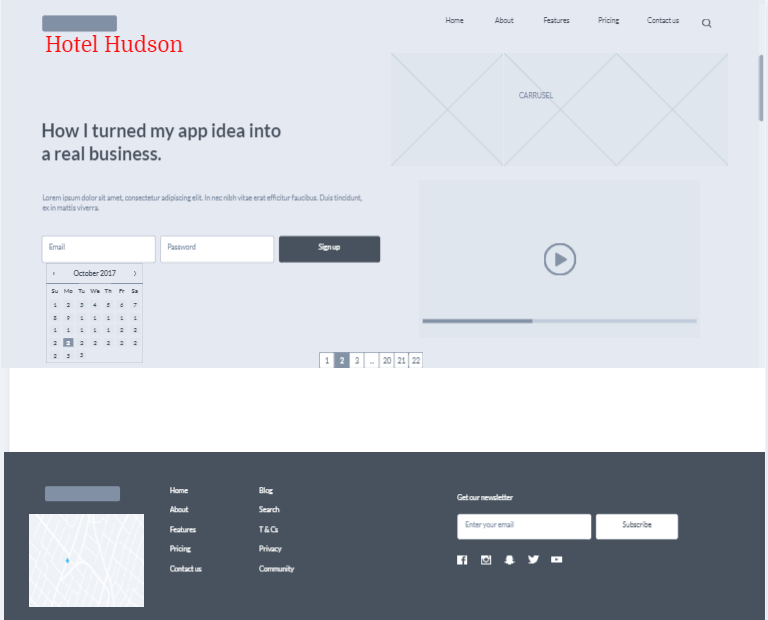 Home About Features Pricing Contact us
Hotel Hudson
CARRUSEL
How I turned my app idea into
a real business.
Lorem ipsum dolor sit amet, consectetur adipiscing elit. In nec nibh vitae erat efficitur faucibus. Duis tincidunt,
ex in mattis viverra.
Email Password Sign up
‹ October 2017 ›
Su Mo Tu We Th Fr Sa
1 2 3 4 5 6 7
8 9 1 1 1 1 1
1 1 1 1 1 2 2
2 2 2 2 2 2 2
2 3 3
1 2 3 ... 20 21 22
Home Blog
About Search
Features T & Cs
Pricing Privacy
Contact us Community
Get our newsletter
Enter your email Subscribe